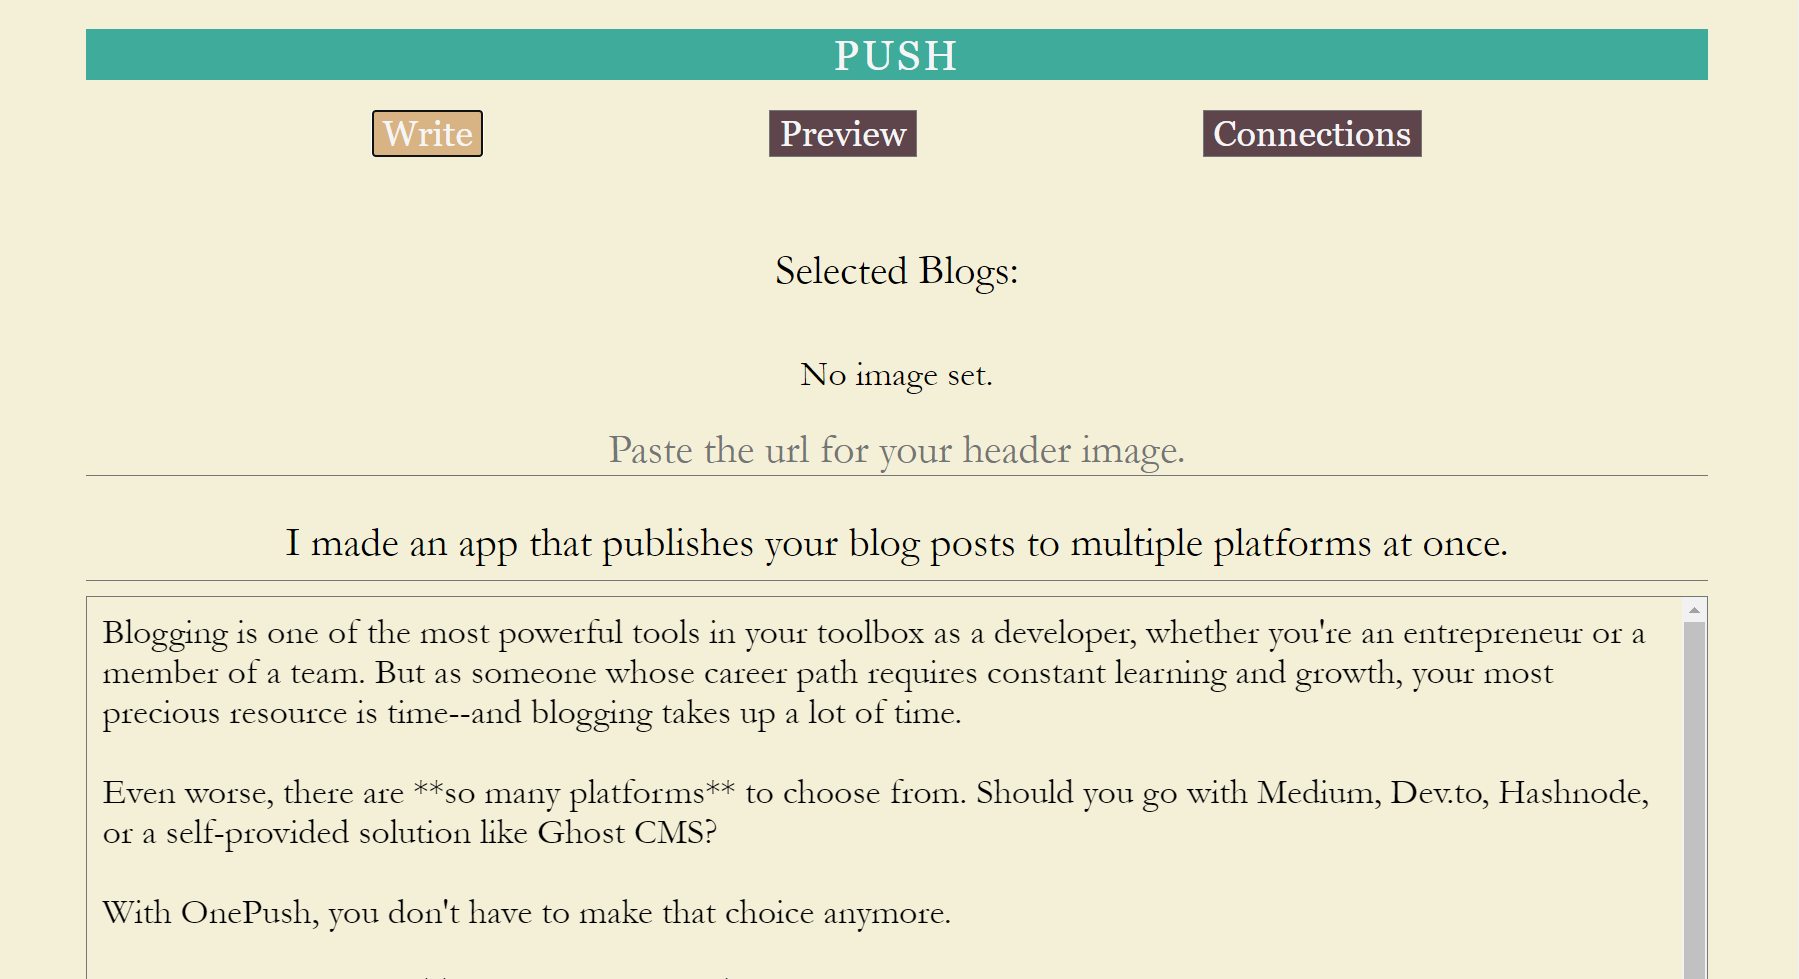 PUSH
Write Preview Connections
Selected Blogs:
No image set.
Paste the url for your header image.
I made an app that publishes your blog posts to multiple platforms at once.
Blogging is one of the most powerful tools in your toolbox as a developer, whether you're an entrepreneur or a
member of a team. But as someone whose career path requires constant learning and growth, your most
precious resource is time--and blogging takes up a lot of time.
Even worse, there are **so many platforms** to choose from. Should you go with Medium, Dev.to, Hashnode,
or a self-provided solution like Ghost CMS?
With OnePush, you don't have to make that choice anymore.